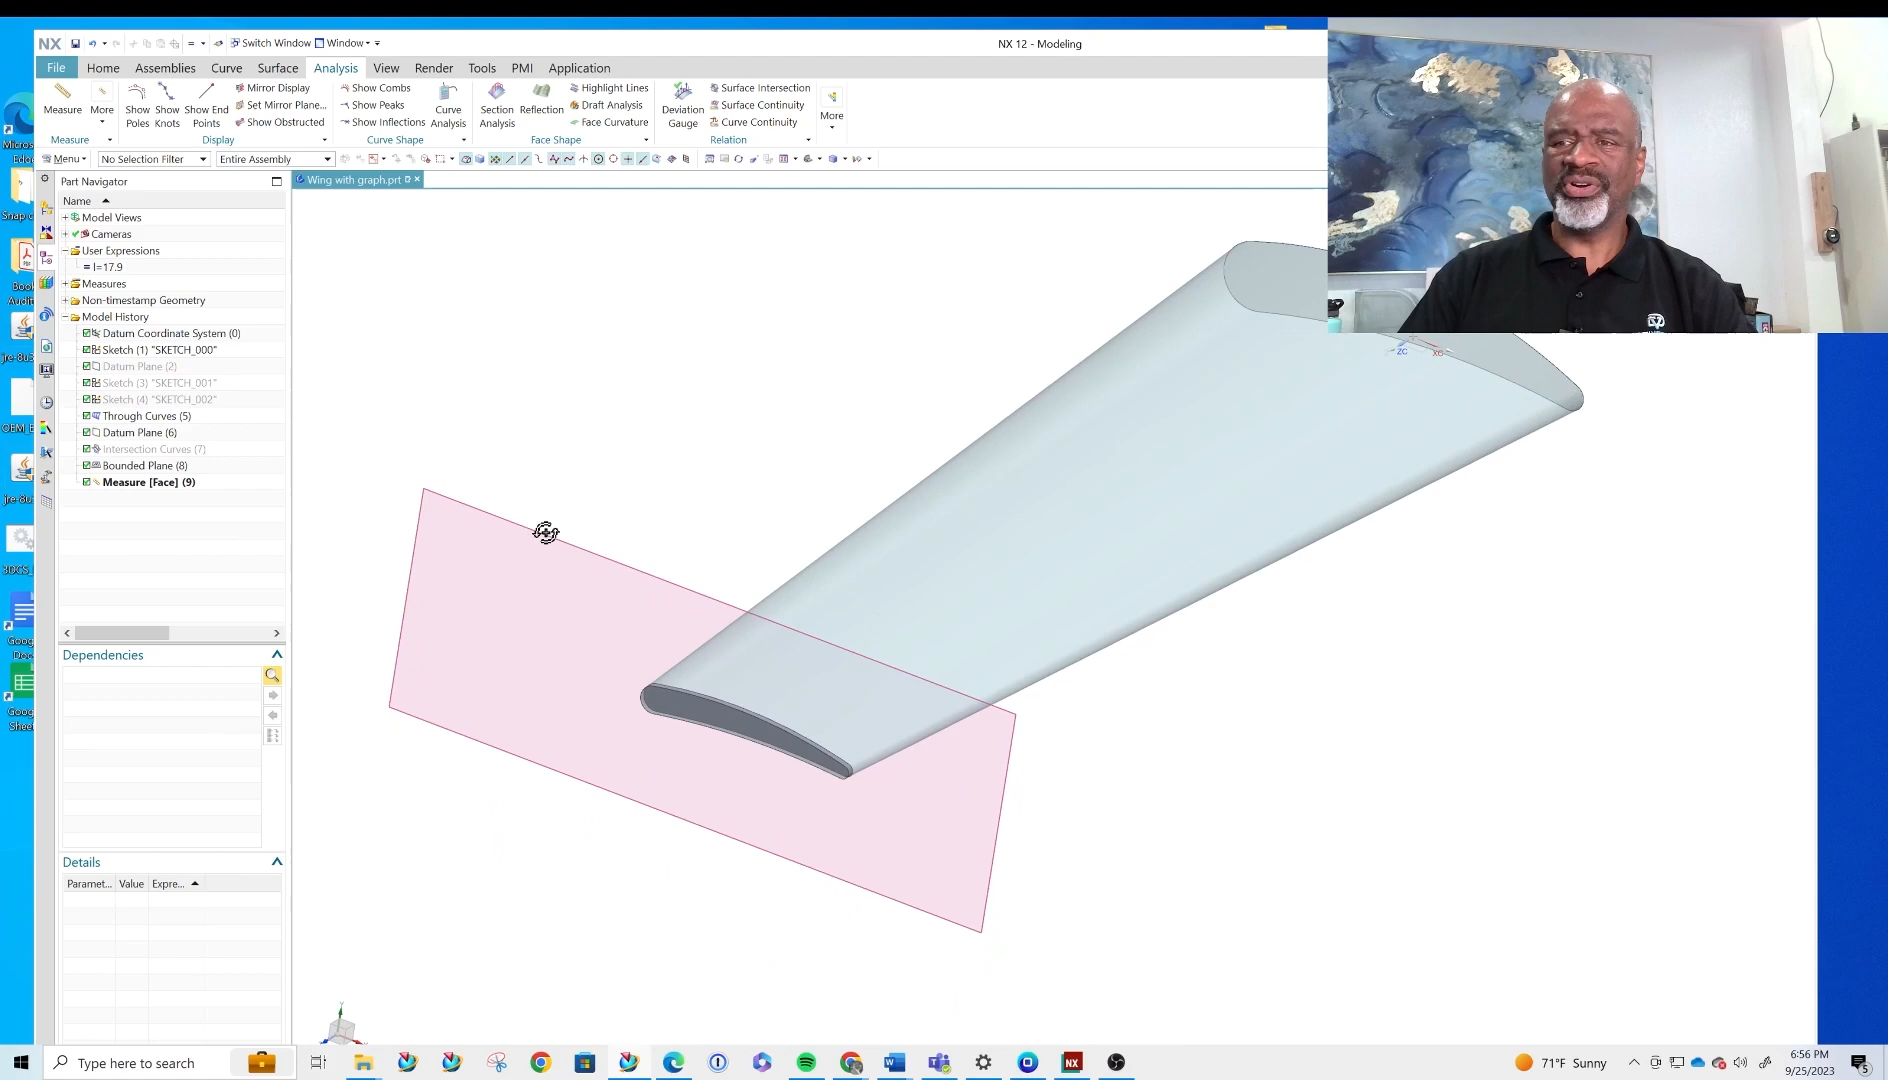 NX
Switch Window
Window
NX 12 - Modeling
File
Home
Assemblies
Curve
Surface
Analysis
View
Render
Tools
PMI
Application
Measure
More
Show Poles
Show Knots
Show End Points
Mirror Display
Set Mirror Plane...
Show Obstructed
Show Combs
Show Peaks
Show Inflections
Curve Analysis
Section Analysis
Reflection
Highlight Lines
Draft Analysis
Face Curvature
Deviation Gauge
Surface Intersection
Surface Continuity
Curve Continuity
More
Measure
Display
Curve Shape
Face Shape
Relation
Menu
No Selection Filter
Entire Assembly
Part Navigator
Wing with graph.prt
Name
Model Views
Cameras
User Expressions
l=17.9
Measures
Non-timestamp Geometry
Model History
Datum Coordinate System (0)
Sketch (1) "SKETCH_000"
Datum Plane (2)
Sketch (3) "SKETCH_001"
Sketch (4) "SKETCH_002"
Through Curves (5)
Datum Plane (6)
Intersection Curves (7)
Bounded Plane (8)
Measure [Face] (9)
Dependencies
Details
Paramet...
Value
Expre...
ZC
XC
Y
Type here to search
71°F Sunny
6:56 PM
9/25/2023
5